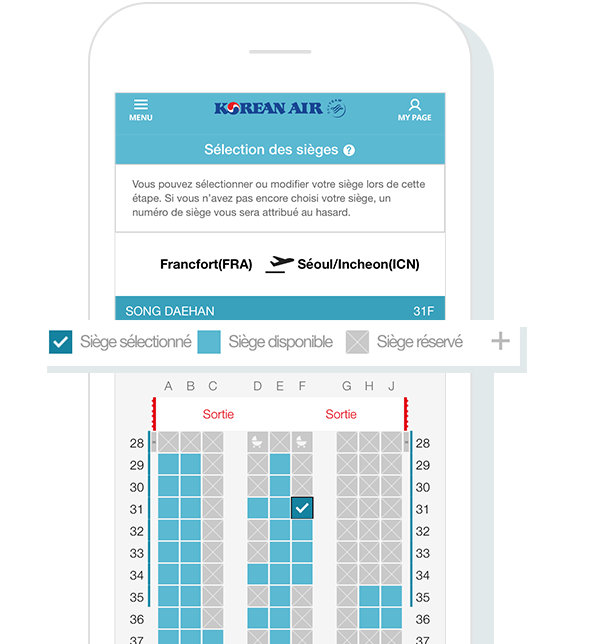 KOREAN AIR
MENU
MY PAGE
Sélection des sièges ?
Vous pouvez sélectionner ou modifier votre siège lors de cette
étape. Si vous n'avez pas encore choisi votre siège, un
numéro de siège vous sera attribué au hasard.
Francfort(FRA) Séoul/Incheon(ICN)
SONG DAEHAN 31F
Siège sélectionné Siège disponible Siège réservé +
A B C D E F G H J
Sortie Sortie
28 28
29 29
30 30
31 31
32 32
33 33
34 34
35 35
36 36
37 37